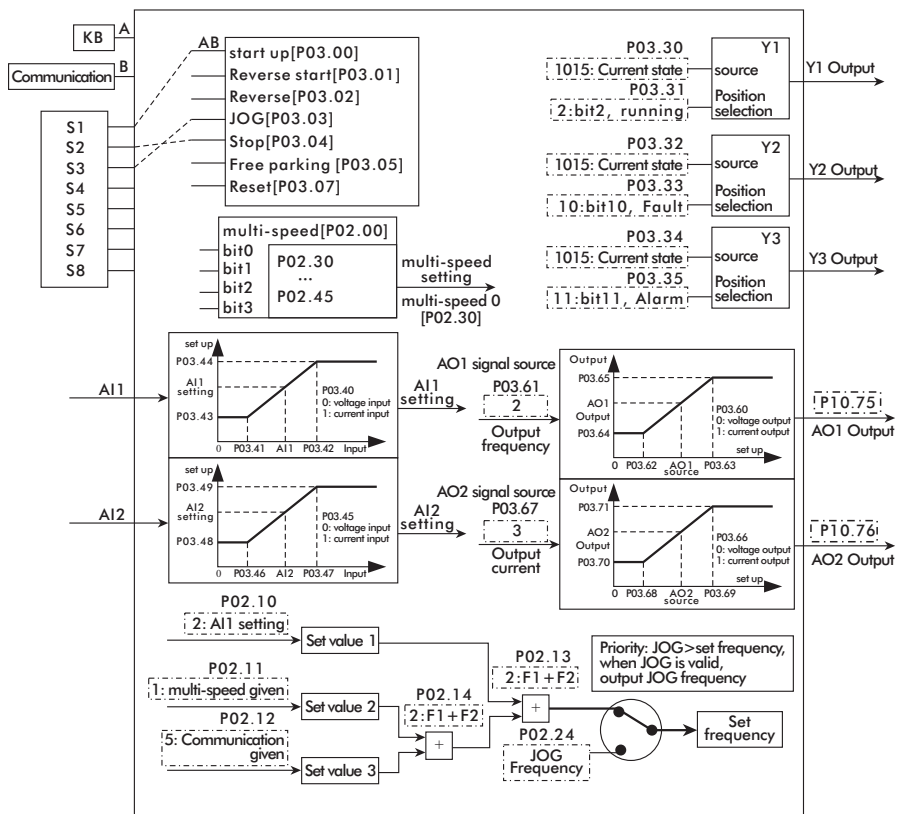 KB
A
Communication
B
S1
S2
S3
S4
S5
S6
S7
S8
AB
start up[P03.00]
Reverse start[P03.01]
Reverse[P03.02]
JOG[P03.03]
Stop[P03.04]
Free parking [P03.05]
Reset[P03.07]
multi-speed[P02.00]
bit0
bit1
bit2
bit3
P02.30
...
P02.45
multi-speed
setting
multi-speed 0
[P02.30]
P03.30
1015: Current state
P03.31
2:bit2, running
Y1
source
Position
selection
Y1 Output
P03.32
1015: Current state
P03.33
10:bit10, Fault
Y2
source
Position
selection
Y2 Output
P03.34
1015: Current state
P03.35
11:bit11, Alarm
Y3
source
Position
selection
Y3 Output
AI1
set up
P03.44
AI1
setting
P03.43
P03.40
0: voltage input
1: current input
0
P03.41
AI1
P03.42
Input
AI1
setting
AO1 signal source
P03.61
2
Output
frequency
Output
P03.65
AO1
Output
P03.64
P03.60
0: voltage output
1: current output
set up
0
P03.62
AO1
source
P03.63
P10.75
AO1 Output
AI2
set up
P03.49
AI2
setting
P03.48
P03.45
0: voltage input
1: current input
0
P03.46
AI2
P03.47
Input
AI2
setting
AO2 signal source
P03.67
3
Output
current
Output
P03.71
AO2
Output
P03.70
P03.66
0: voltage output
1: current output
set up
0
P03.68
AO2
source
P03.69
P10.76
AO2 Output
P02.10
2: AI1 setting
Set value 1
P02.11
1: multi-speed given
Set value 2
P02.12
5: Communication
given
Set value 3
P02.14
2:F1+F2
+
P02.13
2:F1+F2
+
P02.24
JOG
Frequency
Priority: JOG>set frequency,
when JOG is valid,
output JOG frequency
Set
frequency